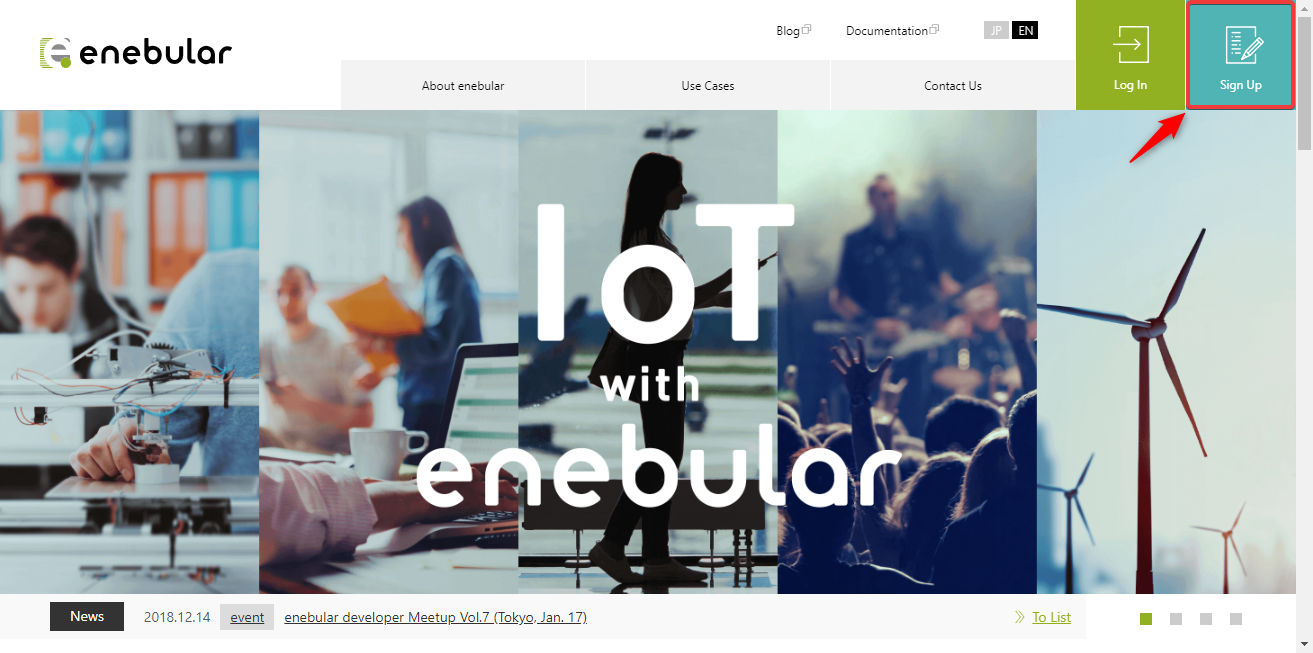 enebular
Blog
Documentation
JP
EN
About enebular
Use Cases
Contact Us
Log In
Sign Up
IoT
with
enebular
News 2018.12.14 event enebular developer Meetup Vol.7 (Tokyo, Jan. 17) To List